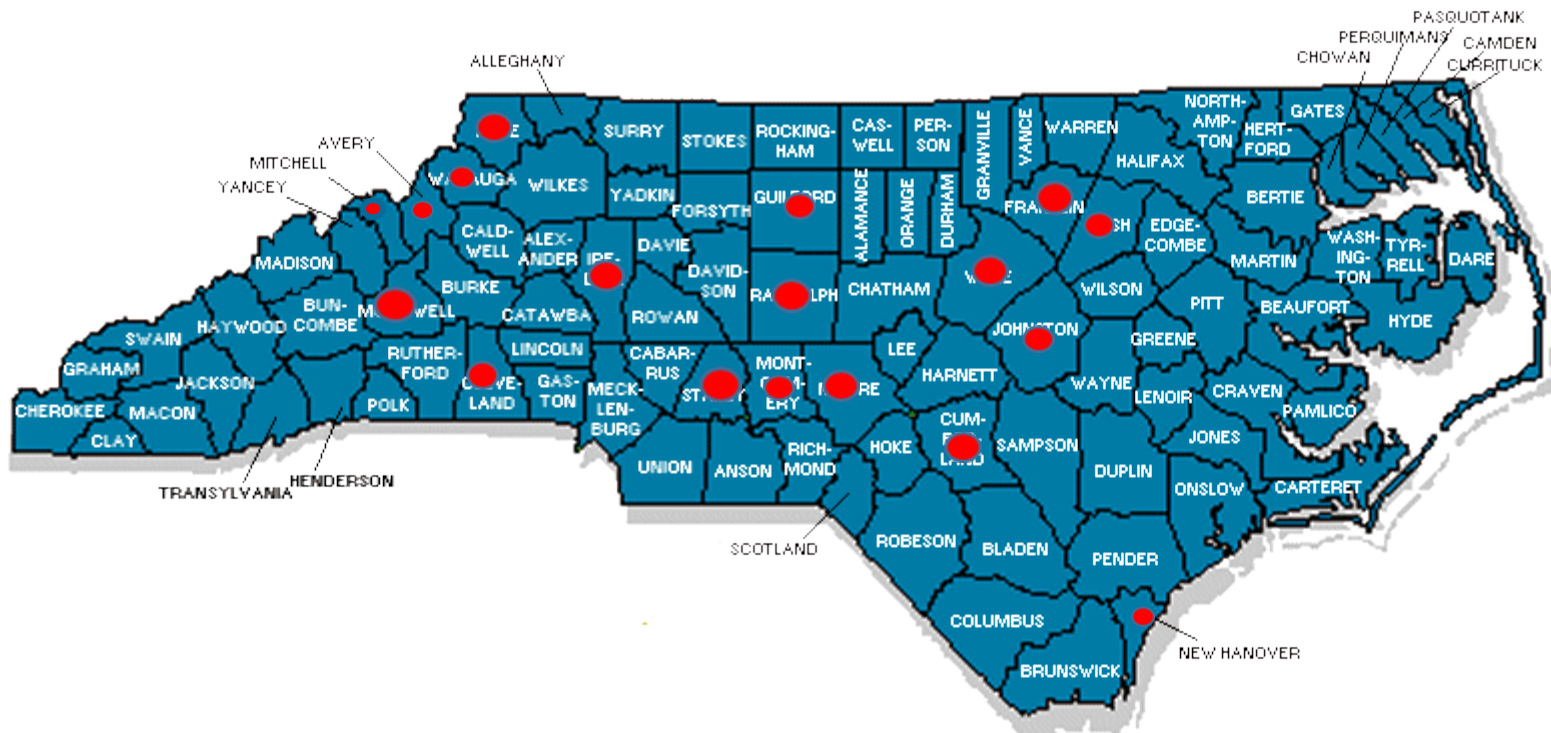 PASQUOTANK
PERQUIMANS
CAMDEN
CHOWAN
CURRITUCK
ALLEGHANY
AVERY
MITCHELL
YANCEY
SURRY
STOKES
ROCKING-
HAM
CAS-
WELL
PER-
SON
GRANVILLE
VANCE
WARREN
NORTH-
AMP-
TON
HERT-
FORD
GATES
HALIFAX
BERTIE
WILKES
YADKIN
FORSYTH
ALAMANCE
ORANGE
DURHAM
EDGE-
COMBE
MARTIN
WASH-
ING-
TON
TYR-
RELL
DARE
MADISON
CALD-
WELL
ALEX-
ANDER
DAVIE
DAVID-
SON
CHATHAM
WILSON
PITT
BEAUFORT
HYDE
BURKE
CATAWBA
ROWAN
BUN-
COMBE
HAYWOOD
SWAIN
GRAHAM
JACKSON
CHEROKEE
MACON
CLAY
RUTHER-
FORD
POLK
LINCOLN
GAS-
TON
CABAR-
RUS
MECK-
LEN-
BURG
LEE
HARNETT
GREENE
WAYNE
LENOIR
CRAVEN
PAMLICO
JONES
UNION
ANSON
RICH-
MOND
HOKE
CUM-
LAND
SAMPSON
DUPLIN
ONSLOW
CARTERET
TRANSYLVANIA
HENDERSON
SCOTLAND
ROBESON
BLADEN
PENDER
COLUMBUS
BRUNSWICK
NEW HANOVER